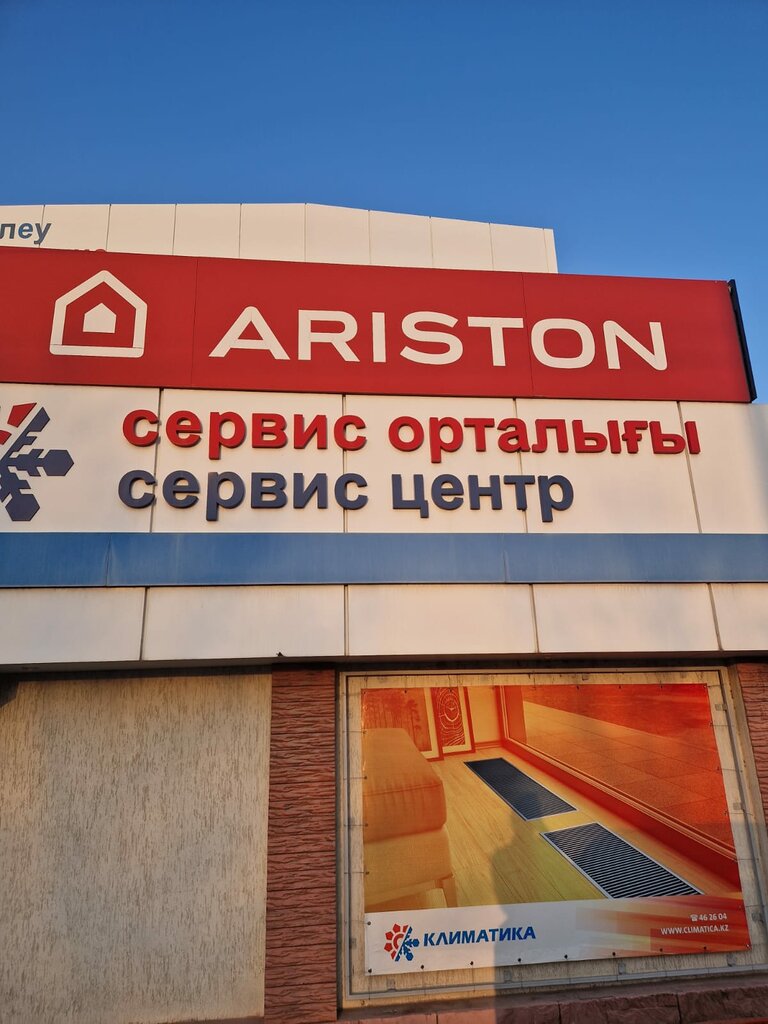 леу
ARISTON
сервис орталығы
сервис центр
КЛИМАТИКА
☎ 46 26 04
WWW.CLIMATICA.KZ